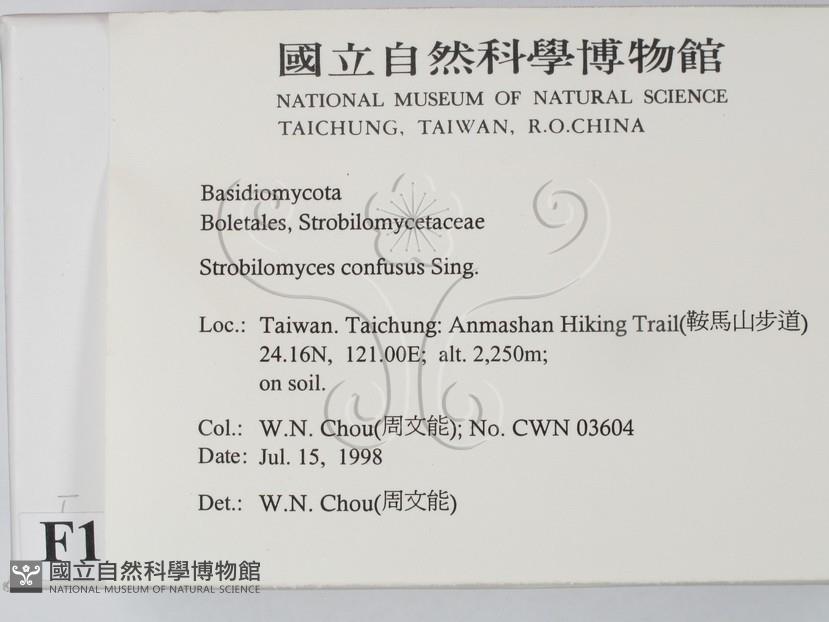 國立自然科學博物館
NATIONAL MUSEUM OF NATURAL SCIENCE
TAICHUNG, TAIWAN, R.O.CHINA
Basidiomycota
Boletales, Strobilomycetaceae
Strobilomyces confusus Sing.
Loc.: Taiwan. Taichung: Anmashan Hiking Trail(鞍馬山步道)
24.16N, 121.00E; alt. 2,250m;
on soil.
Col.: W.N. Chou(周文能); No. CWN 03604
Date: Jul. 15, 1998
Det.: W.N. Chou(周文能)
F1
國立自然科學博物館
NATIONAL MUSEUM OF NATURAL SCIENCE